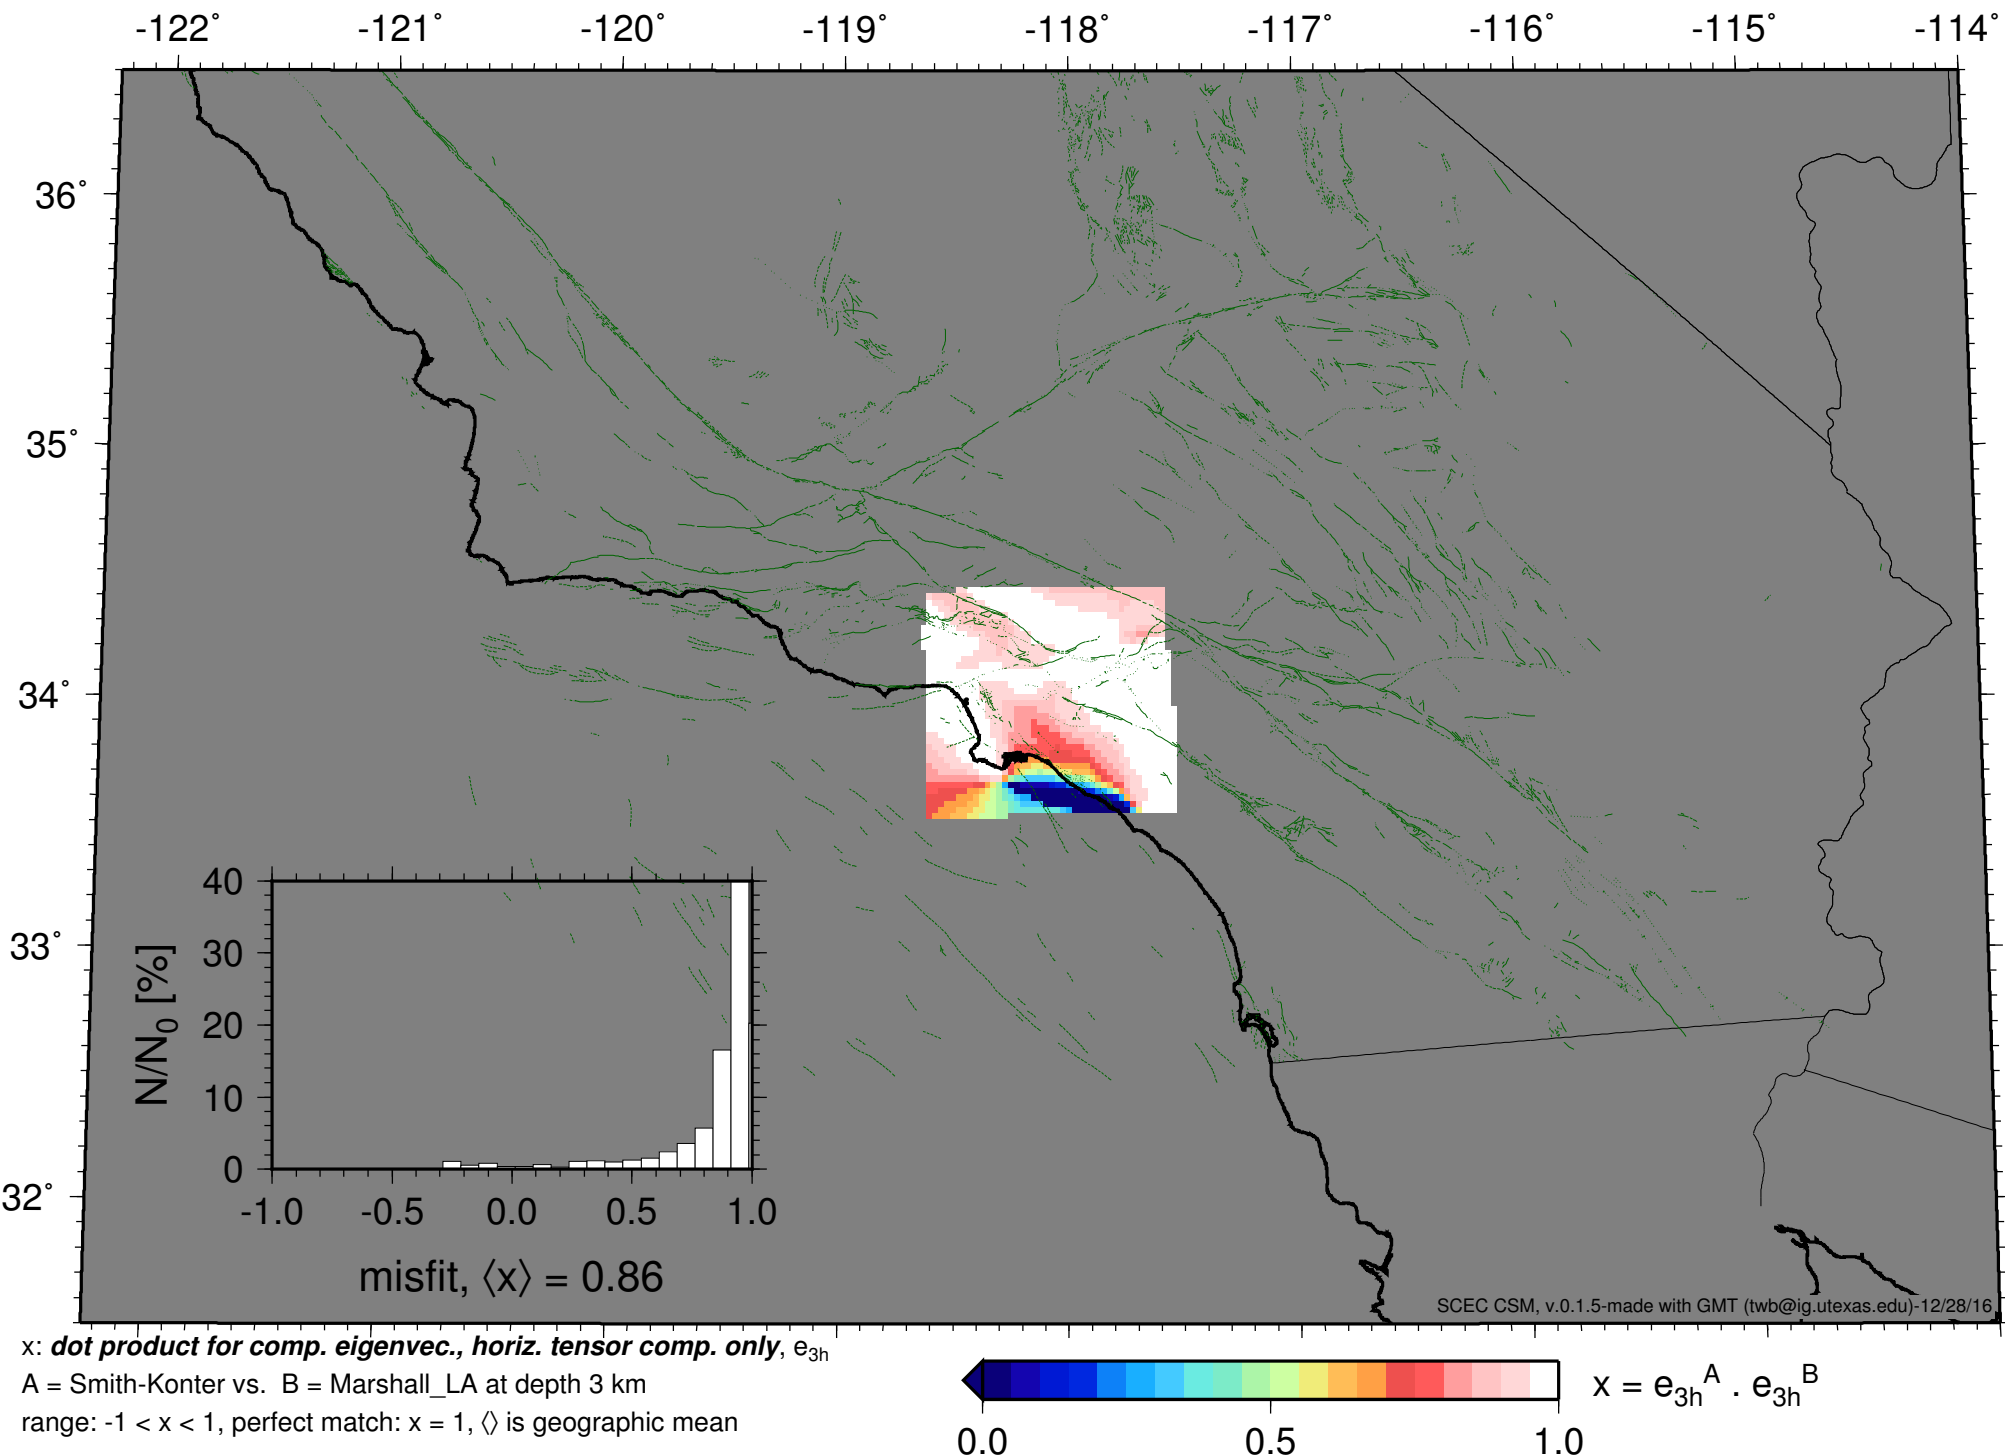 -122° -121° -120° -119° -118° -117° -116° -115° -114°
36°
35°
34°
33°
32°
40
30
20
10
0
N/N0 [%]
-1.0 -0.5 0.0 0.5 1.0
misfit, ⟨x⟩ = 0.86
SCEC CSM, v.0.1.5-made with GMT (twb@ig.utexas.edu)-12/28/16
x: dot product for comp. eigenvec., horiz. tensor comp. only, e3h
A = Smith-Konter vs. B = Marshall_LA at depth 3 km
range: -1 < x < 1, perfect match: x = 1, ⟨⟩ is geographic mean
x = e3hA . e3hB
0.0 0.5 1.0